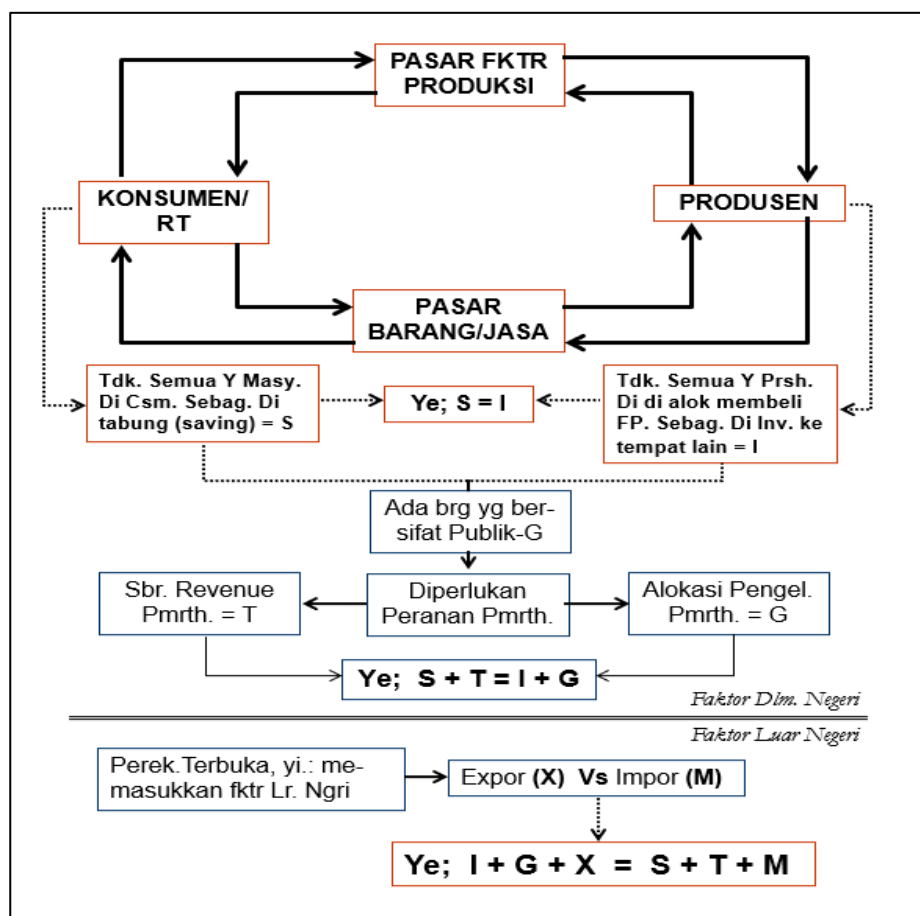 PASAR FKTR
PRODUKSI
KONSUMEN/
RT
PRODUSEN
PASAR
BARANG/JASA
Tdk. Semua Y Masy.
Di Csm. Sebag. Di
tabung (saving) = S
Ye; S = I
Tdk. Semua Y Prsh.
Di di alok membeli
FP. Sebag. Di Inv. ke
tempat lain = I
Ada brg yg ber-
sifat Publik-G
Sbr. Revenue
Pmrth. = T
Diperlukan
Peranan Pmrth.
Alokasi Pengel.
Pmrth. = G
Ye; S + T = I + G
Faktor Dlm. Negeri
Faktor Luar Negeri
Perek.Terbuka, yi.: me-
masukkan fktr Lr. Ngri
Expor (X) Vs Impor (M)
Ye; I + G + X = S + T + M